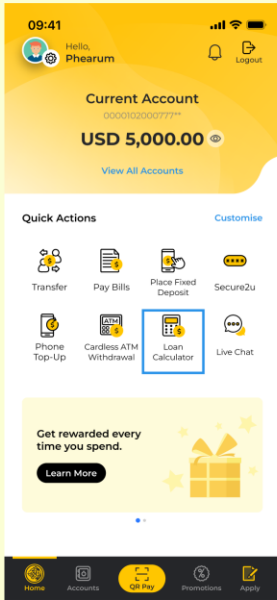 09:41
Hello,
Phearum
Logout
Current Account
0000102000777**
USD 5,000.00
View All Accounts
Quick Actions
Customise
Transfer
Pay Bills
Place Fixed
Deposit
Secure2u
Phone
Top-Up
ATM
Cardless ATM
Withdrawal
Loan
Calculator
Live Chat
Get rewarded every
time you spend.
Learn More
Home
Accounts
QR Pay
Promotions
Apply